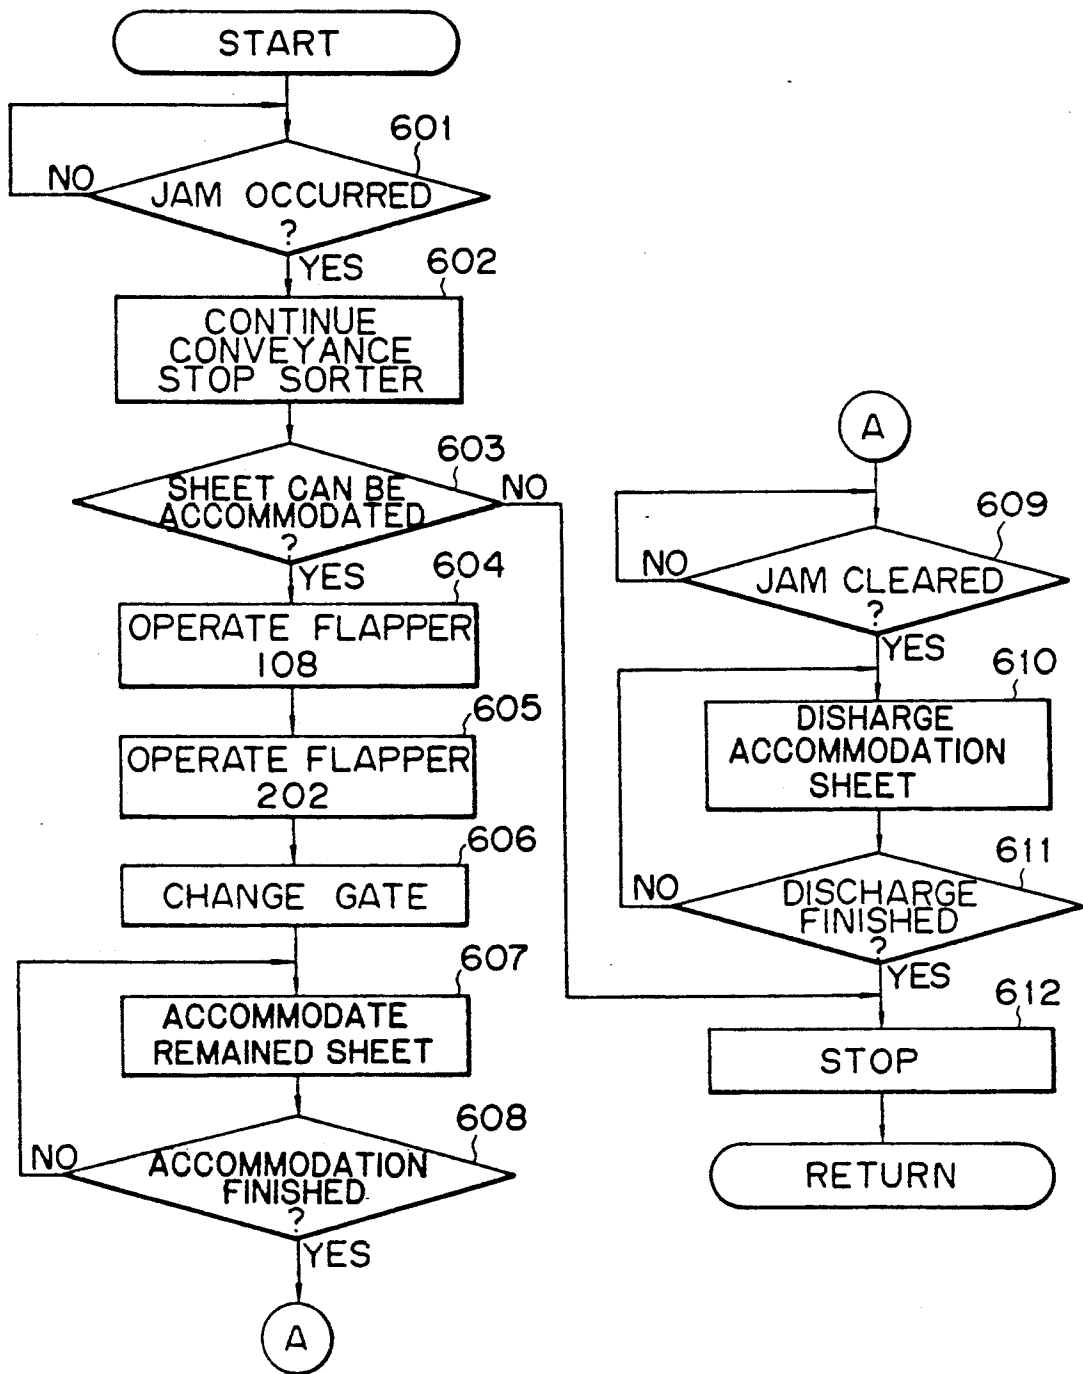 START
601
NO
JAM OCCURRED
?
YES
602
CONTINUE
CONVEYANCE
STOP SORTER
603
SHEET CAN BE
ACCOMMODATED
?
NO
YES
604
OPERATE FLAPPER
108
605
OPERATE FLAPPER
202
606
CHANGE GATE
607
ACCOMMODATE
REMAINED SHEET
608
NO
ACCOMMODATION
FINISHED
?
YES
A
A
609
NO
JAM CLEARED
?
YES
610
DISHARGE
ACCOMMODATION
SHEET
611
NO
DISCHARGE
FINISHED
?
YES
612
STOP
RETURN